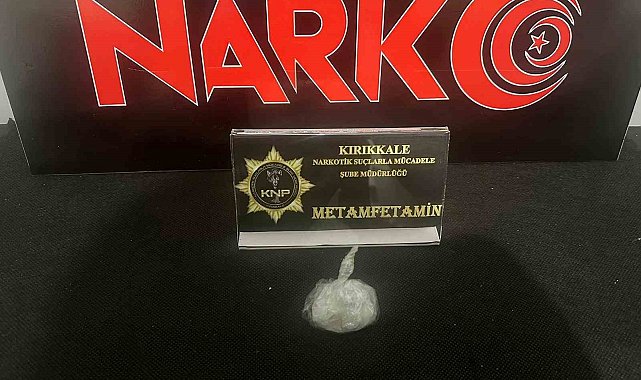 NARKO
KIRIKKALE
NARKOTİK SUÇLARLA MÜCADELE
ŞUBE MÜDÜRLÜĞÜ
KNP
METAMFETAMİN